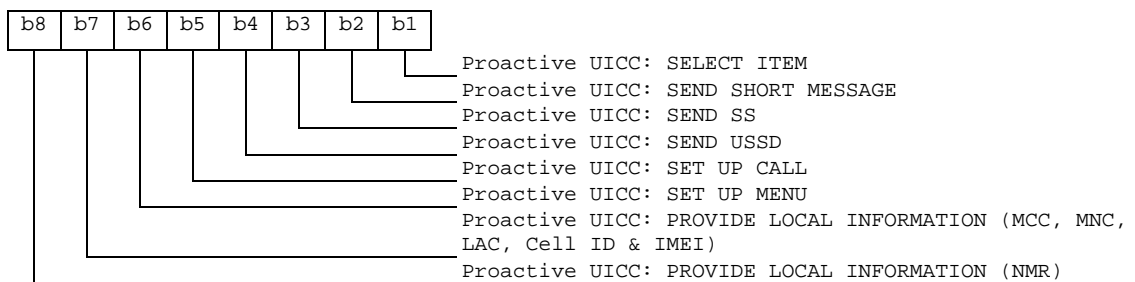 b8 b7 b6 b5 b4 b3 b2 b1
Proactive UICC: SELECT ITEM
Proactive UICC: SEND SHORT MESSAGE
Proactive UICC: SEND SS
Proactive UICC: SEND USSD
Proactive UICC: SET UP CALL
Proactive UICC: SET UP MENU
Proactive UICC: PROVIDE LOCAL INFORMATION (MCC, MNC,
LAC, Cell ID & IMEI)
Proactive UICC: PROVIDE LOCAL INFORMATION (NMR)